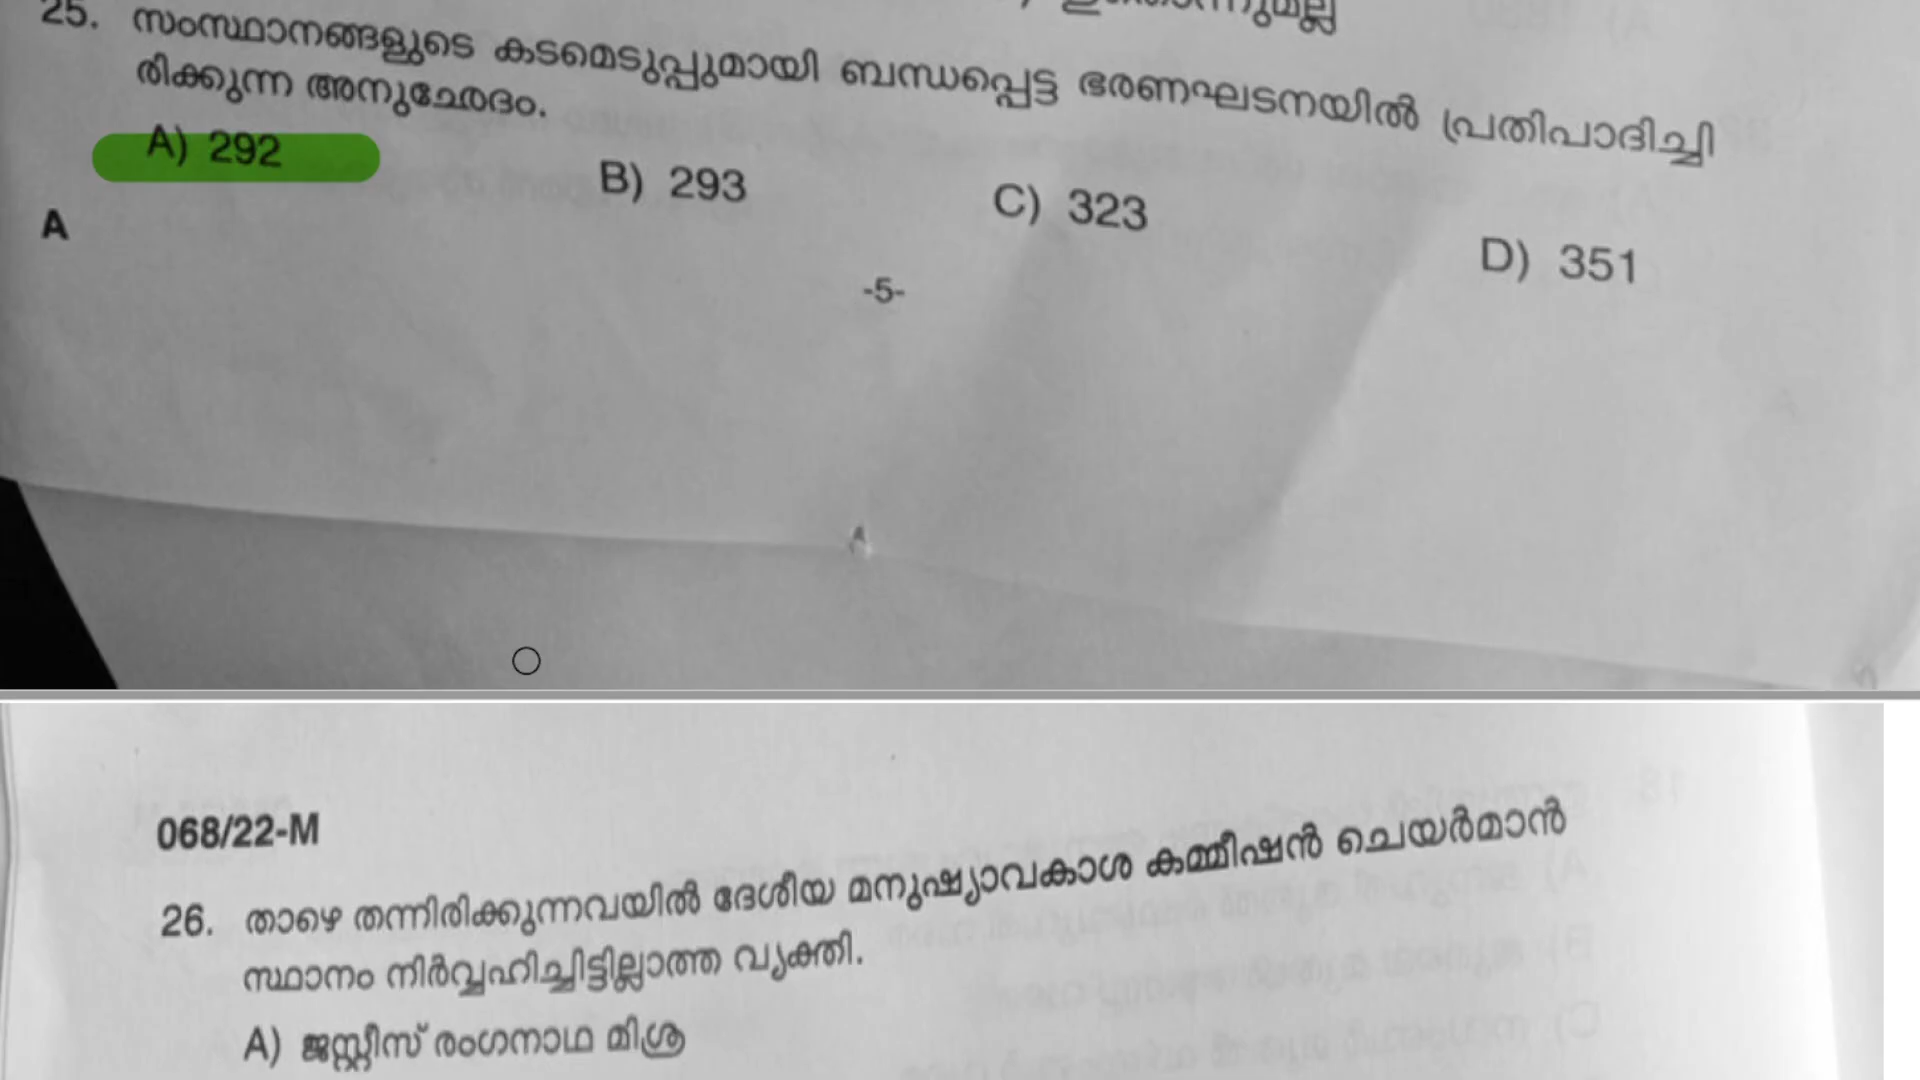 25. സംസ്ഥാനങ്ങളുടെ കടമെടുപ്പുമായി ബന്ധപ്പെട്ട ഭരണഘടനയിൽ പ്രതിപാദിച്ചി
രിക്കുന്ന അനുച്ഛേദം.
A) 292
B) 293
C) 323
D) 351
A
-5-
068/22-M
26. താഴെ തന്നിരിക്കുന്നവയിൽ ദേശീയ മനുഷ്യാവകാശ കമ്മീഷൻ ചെയർമാൻ
സ്ഥാനം നിർവ്വഹിച്ചിട്ടില്ലാത്ത വ്യക്തി.
A) ജസ്റ്റീസ് രംഗനാഥ മിശ്ര